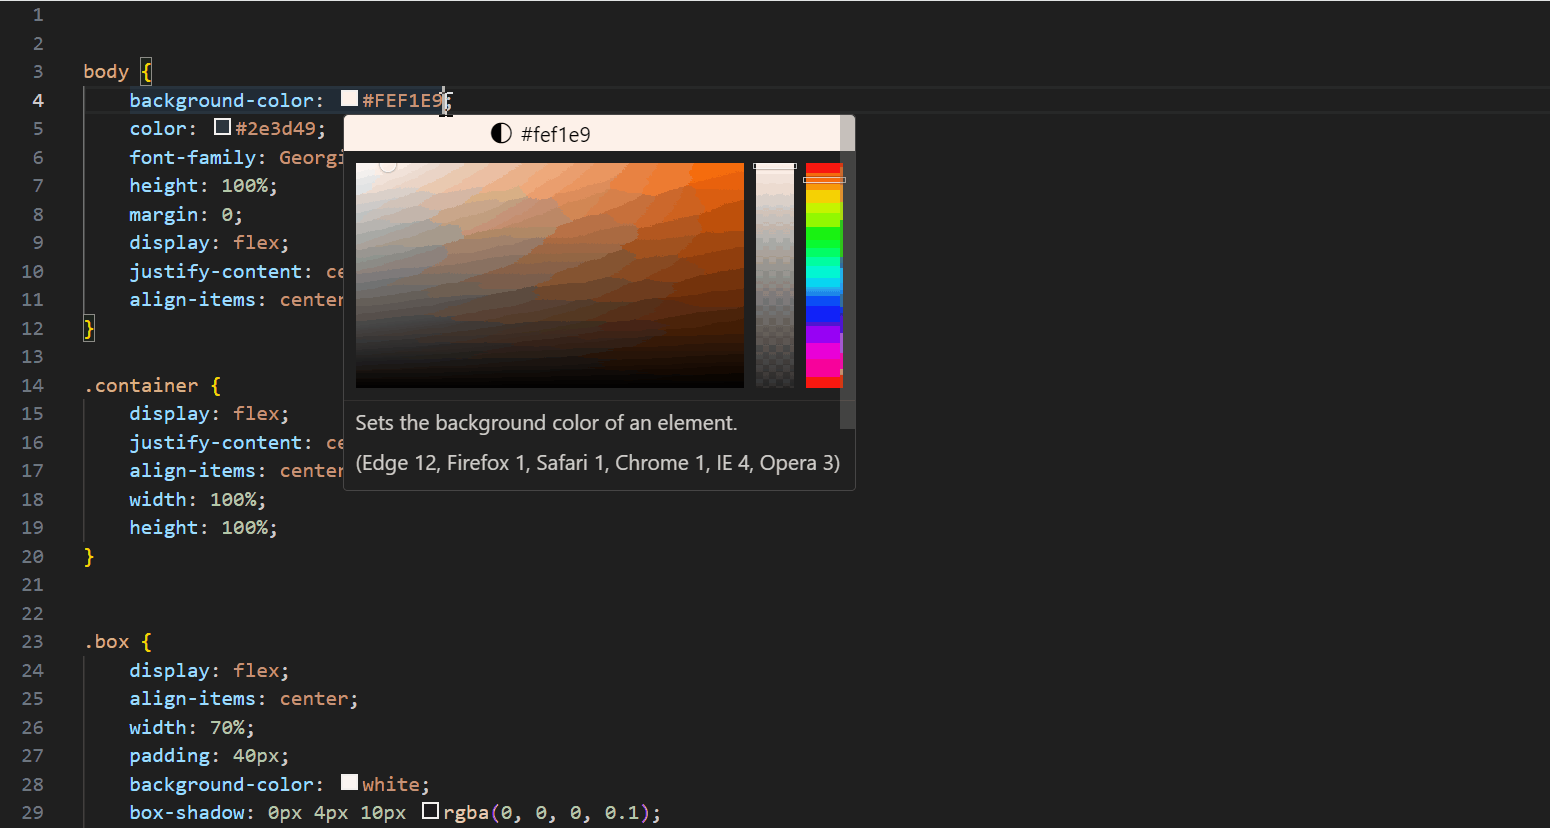 1
2
3 body {
4 background-color: #FEF1E9;
5 color: #2e3d49;
#fef1e9
6 font-family: Georgi
7 height: 100%;
8 margin: 0;
9 display: flex;
10 justify-content: ce
11 align-items: center
12 }
13
14 .container {
15 display: flex;
Sets the background color of an element.
16 justify-content: ce
17 align-items: center
(Edge 12, Firefox 1, Safari 1, Chrome 1, IE 4, Opera 3)
18 width: 100%;
19 height: 100%;
20 }
21
22
23 .box {
24 display: flex;
25 align-items: center;
26 width: 70%;
27 padding: 40px;
28 background-color: white;
29 box-shadow: 0px 4px 10px rgba(0, 0, 0, 0.1);